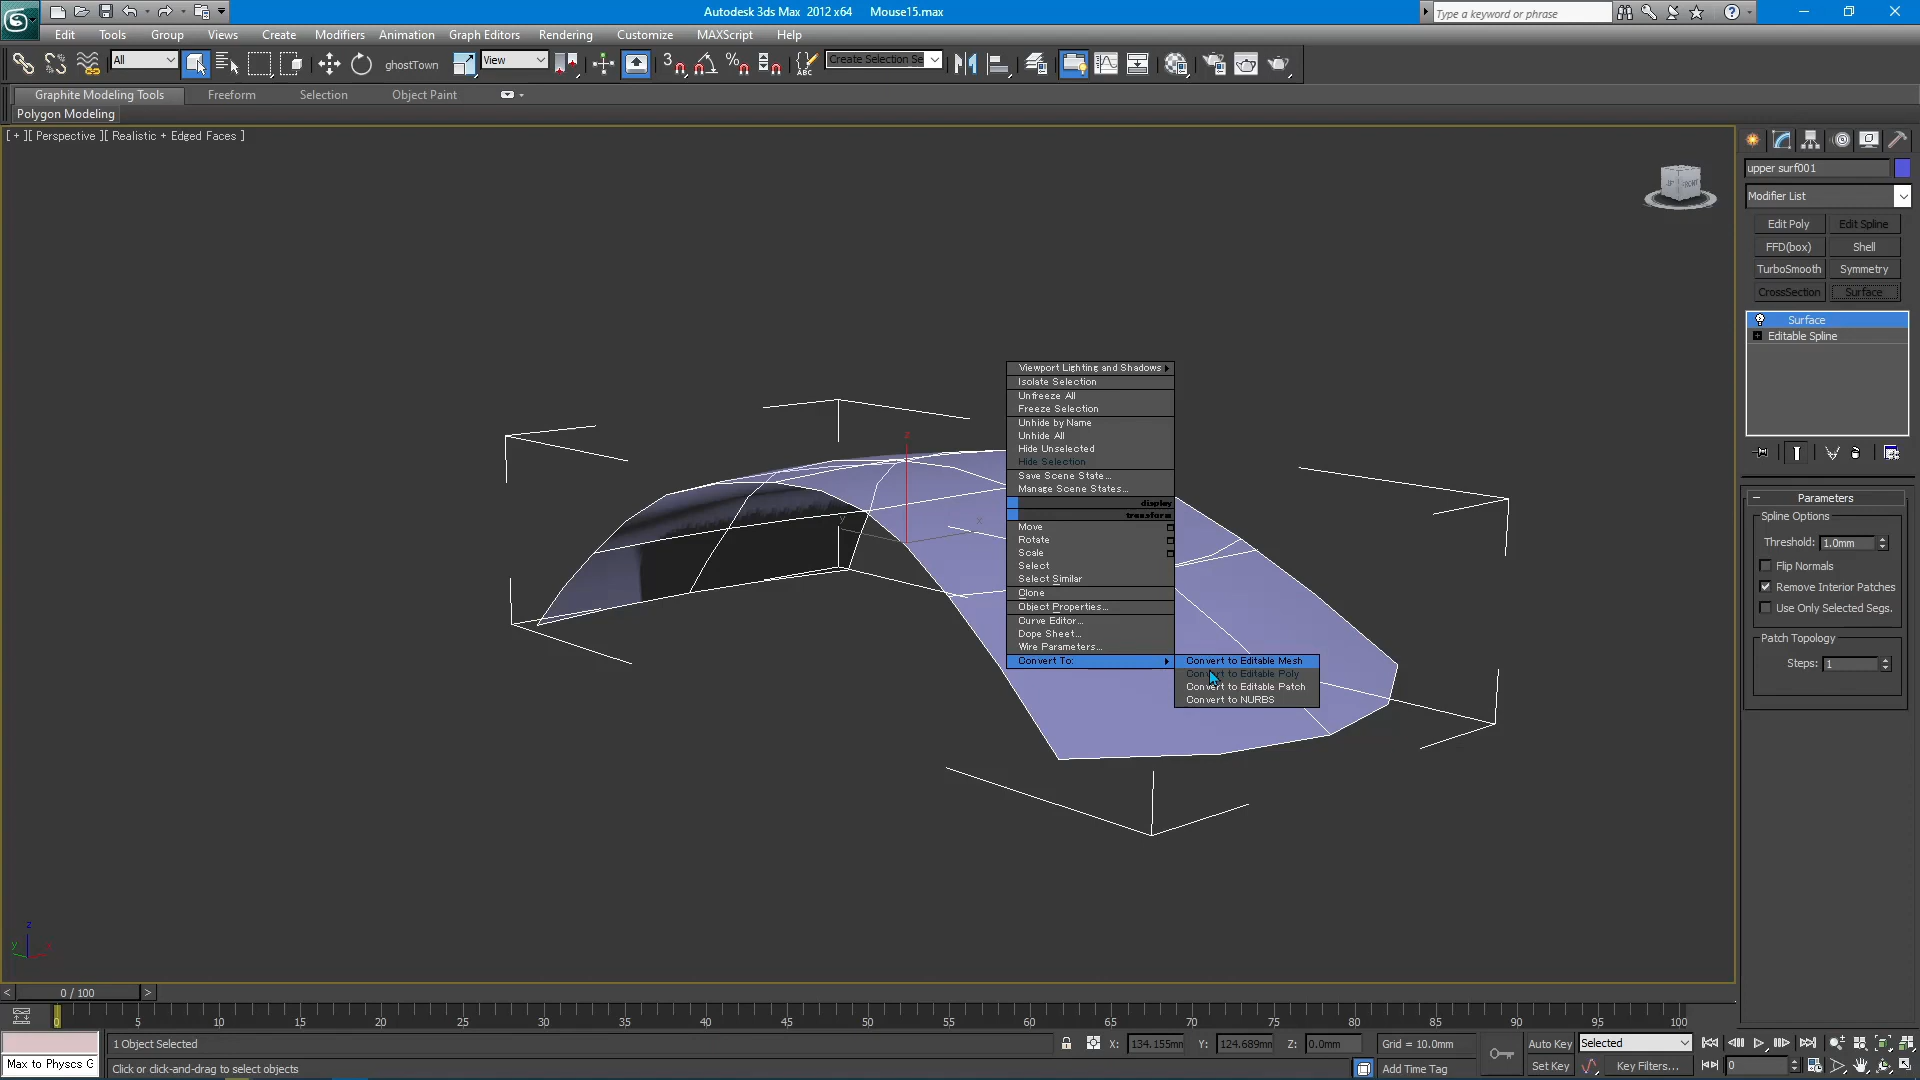 Autodesk 3ds Max 2012 x64 Mouse15.max
Type a keyword or phrase
Edit Tools Group Views Create Modifiers Animation Graph Editors Rendering Customize MAXScript Help
All
ghostTown
View
3
ABC
Create Selection Se
Graphite Modeling Tools Freeform Selection Object Paint
Polygon Modeling
[ + ][ Perspective ][ Realistic + Edged Faces ]
FRONT
upper surf001
Modifier List
Edit Poly Edit Spline
FFD(box) Shell
TurboSmooth Symmetry
CrossSection Surface
Surface
Editable Spline
Parameters
Spline Options
Threshold: 1.0mm
Flip Normals
Remove Interior Patches
Use Only Selected Segs.
Patch Topology
Steps: 1
Viewport Lighting and Shadows
Isolate Selection
Unfreeze All
Freeze Selection
Unhide by Name
Unhide All
Hide Unselected
Hide Selection
Save Scene State...
Manage Scene States...
display
transform
Move
Rotate
Scale
Select
Select Similar
Clone
Object Properties...
Curve Editor...
Dope Sheet...
Wire Parameters...
Convert To:
Convert to Editable Mesh
Convert to Editable Poly
Convert to Editable Patch
Convert to NURBS
z
y
x
z
y
x
< 0 / 100 >
0 5 10 15 20 25 30 35 40 45 50 55 60 65 70 75 80 85 90 95 100
1 Object Selected
X: 134.155mm Y: 124.689mm Z: 0.0mm
Grid = 10.0mm
Auto Key Selected
Max to Physcs G
Click or click-and-drag to select objects
Add Time Tag
Set Key Key Filters...
0